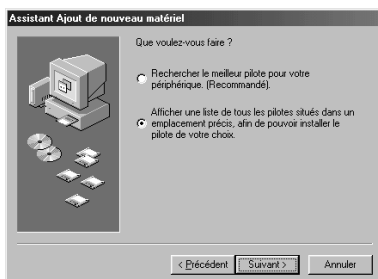 Assistant Ajout de nouveau matériel
Que voulez-vous faire ?
Rechercher le meilleur pilote pour votre
périphérique. (Recommandé).
Afficher une liste de tous les pilotes situés dans un
emplacement précis, afin de pouvoir installer le
pilote de votre choix.
< Précédent
Suivant >
Annuler